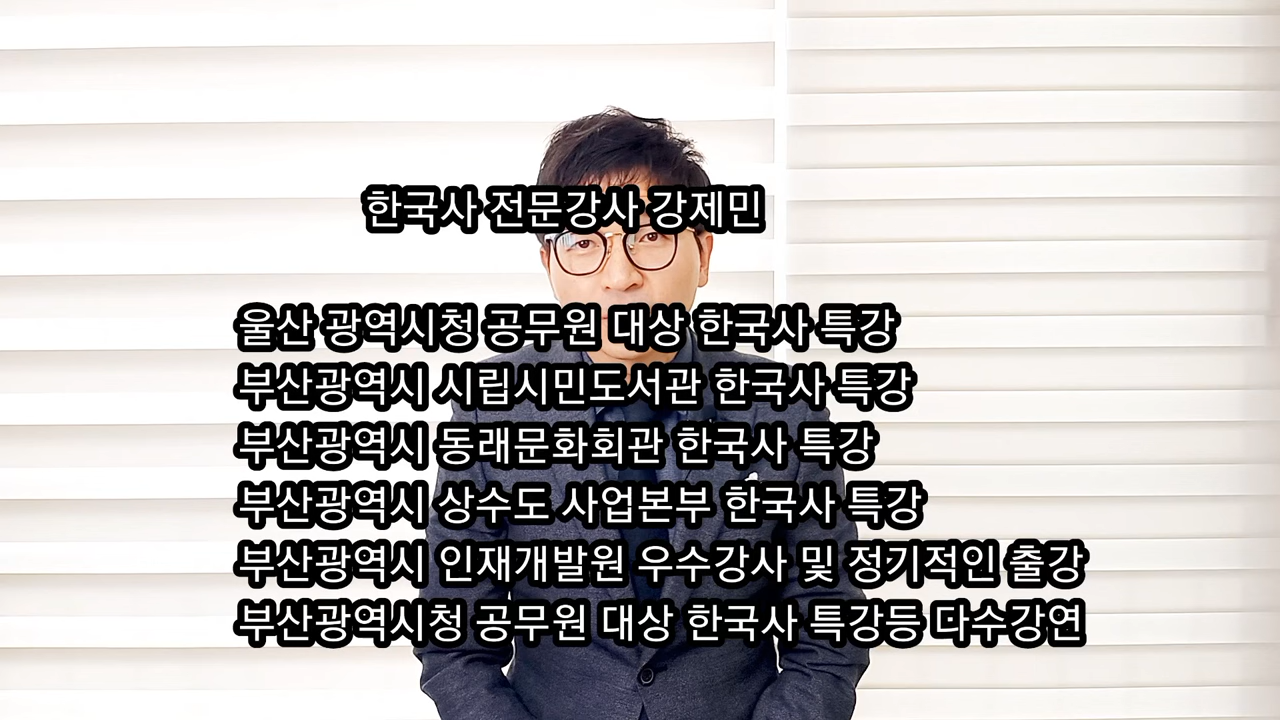 한국사 전문강사 강제민
울산 광역시청 공무원 대상 한국사 특강
부산광역시 시립시민도서관 한국사 특강
부산광역시 동래문화회관 한국사 특강
부산광역시 상수도 사업본부 한국사 특강
부산광역시 인재개발원 우수강사 및 정기적인 출강
부산광역시청 공무원 대상 한국사 특강등 다수강연